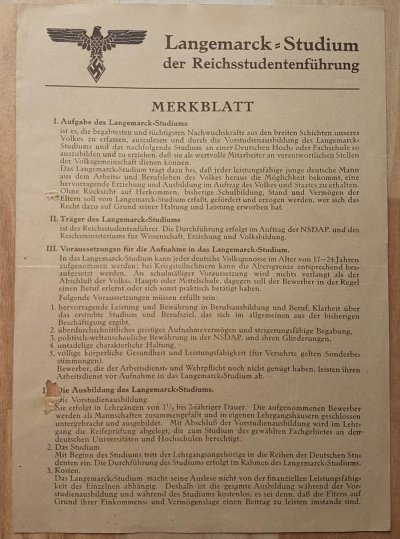 Langemarck-Studium
der Reichsstudentenführung
MERKBLATT
I. Aufgabe des Langemarck-Studiums
ist es, die begabtesten und tüchtigsten Nachwuchskräfte aus den breiten Schichten unseres
Volkes zu erfassen, auszulesen und durch die Vorstudienausbildung des Langemarck-
Studiums und das nachfolgende Studium an einer Deutschen Hoch- oder Fachschule so
auszubilden und zu erziehen, daß sie als wertvolle Mitarbeiter an verantwortlichen Stellen
der Volksgemeinschaft dienen können.
Das Langemarck-Studium trägt dazu bei, daß jeder leistungsfähige junge deutsche Mann
aus dem Arbeits- und Berufsleben des Volkes heraus die Möglichkeit bekommt, eine
hervorragende Erziehung und Ausbildung im Auftrag des Volkes und Staates zu erhalten.
Ohne Rücksicht auf Herkommen, bisherige Schulbildung, Stand und Vermögen der
Eltern soll vom Langemarck-Studium erfaßt, gefördert und erzogen werden, wer sich das
Recht dazu auf Grund seiner Haltung und Leistung erworben hat.
II. Träger des Langemarck-Studiums
ist der Reichsstudentenführer. Die Durchführung erfolgt im Auftrag der NSDAP. und des
Reichsministeriums für Wissenschaft, Erziehung und Volksbildung.
III. Voraussetzungen für die Aufnahme in das Langemarck-Studium.
In das Langemarck-Studium kann jeder deutsche Volksgenosse im Alter von 17-24 Jahren
aufgenommen werden; bei Kriegsteilnehmern kann die Altersgrenze entsprechend her-
aufgesetzt werden. An schulmäßiger Voraussetzung wird nichts verlangt als der
Abschluß der Volks-, Haupt- oder Mittelschule, dagegen soll der Bewerber in der Regel
einen Beruf erlernt oder sich sonst praktisch betätigt haben.
Folgende Voraussetzungen müssen erfüllt sein:
1. hervorragende Leistung und Bewährung in Berufsausbildung und Beruf, Klarheit über
das erstrebte Studium und Berufsziel, das sich im allgemeinen aus der bisherigen
Beschäftigung ergibt,
2. überdurchschnittliches geistiges Aufnahmevermögen und steigerungsfähige Begabung,
3. politisch-weltanschauliche Bewährung in der NSDAP. und ihren Gliederungen,
4. untadelige charakterliche Haltung,
5. völlige körperliche Gesundheit und Leistungsfähigkeit (für Versehrte gelten Sonderbe-
stimmungen).
Bewerber, die der Arbeitsdienst- und Wehrpflicht noch nicht genügt haben, leisten ihren
Arbeitsdienst vor Aufnahme in das Langemarck-Studium ab.
Die Ausbildung des Langemarck-Studiums.
Die Vorstudienausbildung
Sie erfolgt in Lehrgängen von 1½ bis 2-jähriger Dauer. Die aufgenommenen Bewerber
werden als Mannschaften zusammengefaßt und in eigenen Lehrgangshäusern geschlossen
untergebracht und ausgebildet. Mit Abschluß der Vorstudienausbildung wird im Lehr-
gang die Reifeprüfung abgelegt, die zum Studium des gewählten Fachgebietes an den
deutschen Universitäten und Hochschulen berechtigt.
2. Das Studium.
Mit Beginn des Studiums tritt der Lehrgangsangehörige in die Reihen der Deutschen Stu-
denten ein. Die Durchführung des Studiums erfolgt im Rahmen des Langemarck-Studiums.
3. Kosten.
Das Langemarck-Studium macht seine Auslese nicht von der finanziellen Leistungsfähig-
keit des Einzelnen abhängig. Deshalb ist die gesamte Ausbildung während der Vor-
studienausbildung und während des Studiums kostenlos, es sei denn, daß die Eltern auf
Grund ihrer Einkommens- und Vermögenslage einen Beitrag zu leisten imstande sind.